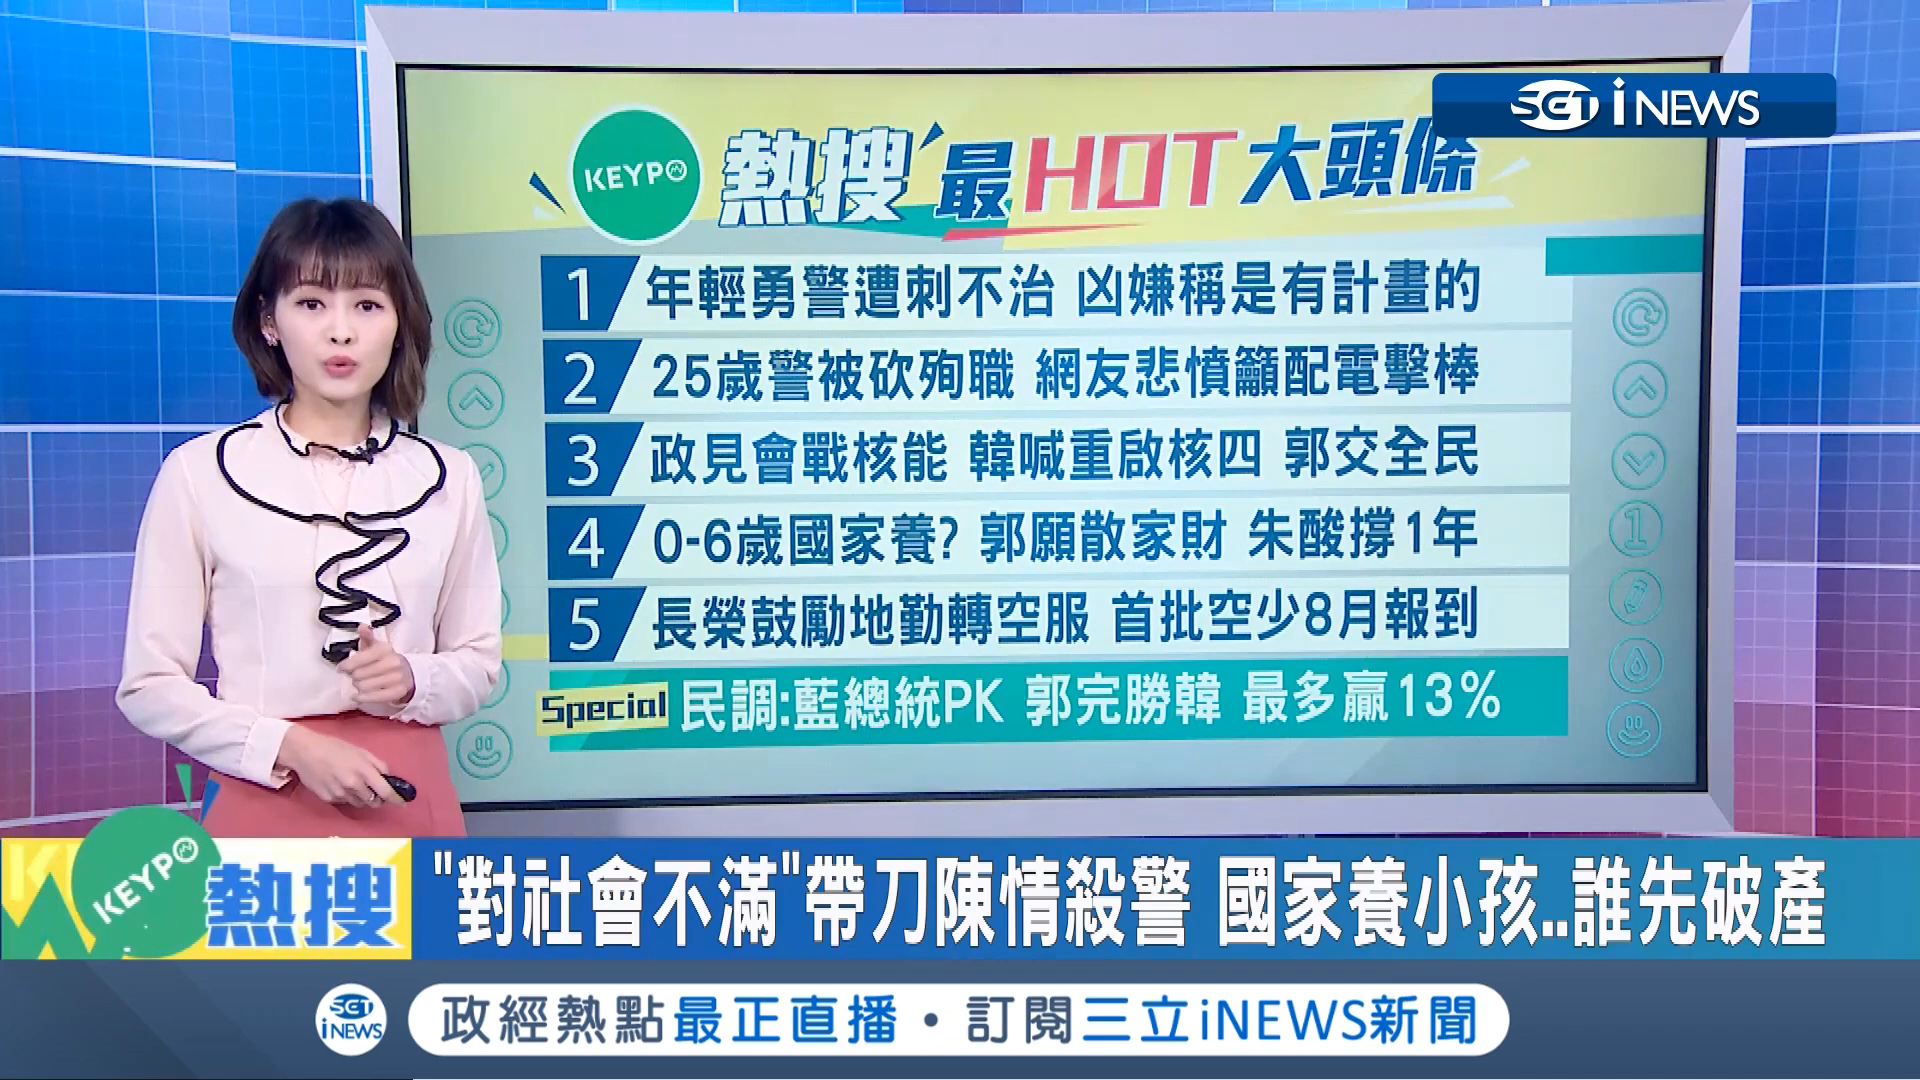 SET iNEWS
KEYPO 熱搜 最HOT大頭條
1 年輕勇警遭刺不治 凶嫌稱是有計畫的
2 25歲警被砍殉職 網友悲憤籲配電擊棒
3 政見會戰核能 韓喊重啟核四 郭交全民
4 0-6歲國家養? 郭願散家財 朱酸撐1年
5 長榮鼓勵地勤轉空服 首批空少8月報到
Special 民調:藍總統PK 郭完勝韓 最多贏13%
KEYPO 熱搜
"對社會不滿"帶刀陳情殺警 國家養小孩..誰先破產
SET iNEWS
政經熱點最正直播・訂閱三立iNEWS新聞